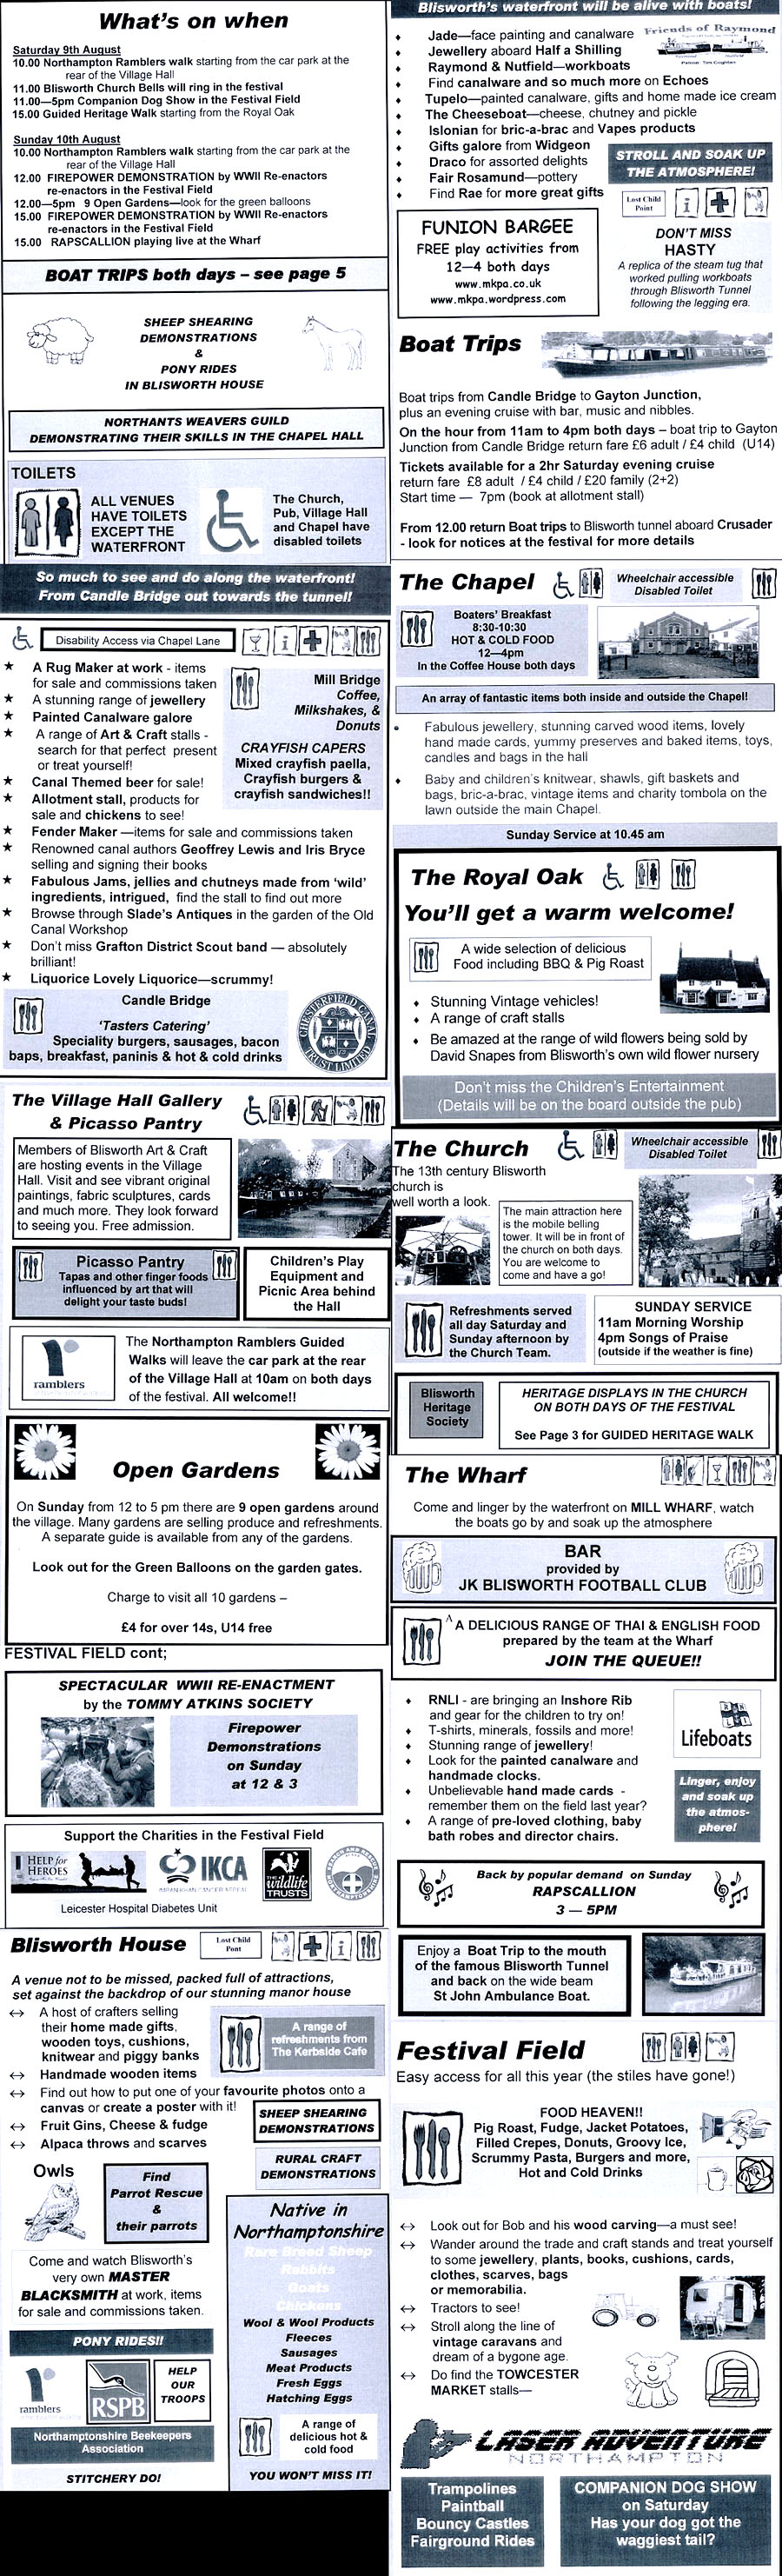 What's on when
Saturday 9th August
10.00 Northampton Ramblers walk starting from the car park at the
rear of the Village Hall
11.00 Blisworth Church Bells will ring in the festival
11.00—5pm Companion Dog Show in the Festival Field
15.00 Guided Heritage Walk starting from the Royal Oak
Sunday 10th August
10.00 Northampton Ramblers walk starting from the car park at the
rear of the Village Hall
12.00 FIREPOWER DEMONSTRATION by WWII Re-enactors
re-enactors in the Festival Field
12.00—5pm 9 Open Gardens—look for the green balloons
15.00 FIREPOWER DEMONSTRATION by WWII Re-enactors
re-enactors in the Festival Field
15.00 RAPSCALLION playing live at the Wharf
BOAT TRIPS both days – see page 5
SHEEP SHEARING
DEMONSTRATIONS
&
PONY RIDES
IN BLISWORTH HOUSE
NORTHANTS WEAVERS GUILD
DEMONSTRATING THEIR SKILLS IN THE CHAPEL HALL
TOILETS
ALL VENUES
HAVE TOILETS
EXCEPT THE
WATERFRONT
The Church,
Pub, Village Hall
and Chapel have
disabled toilets
So much to see and do along the waterfront!
From Candle Bridge out towards the tunnel!
Disability Access via Chapel Lane
A Rug Maker at work - items
for sale and commissions taken
A stunning range of jewellery
Painted Canalware galore
A range of Art & Craft stalls -
search for that perfect present
or treat yourself!
Canal Themed beer for sale!
Allotment stall, products for
sale and chickens to see!
Fender Maker —items for sale and commissions taken
Renowned canal authors Geoffrey Lewis and Iris Bryce
selling and signing their books
Fabulous Jams, jellies and chutneys made from 'wild'
ingredients, intrigued, find the stall to find out more
Browse through Slade's Antiques in the garden of the Old
Canal Workshop
Don't miss Grafton District Scout band — absolutely
brilliant!
Liquorice Lovely Liquorice—scrummy!
Mill Bridge
Coffee,
Milkshakes, &
Donuts
CRAYFISH CAPERS
Mixed crayfish paella,
Crayfish burgers &
crayfish sandwiches!!
Candle Bridge
'Tasters Catering'
Speciality burgers, sausages, bacon
baps, breakfast, paninis & hot & cold drinks
CHESTERFIELD CANAL
TRUST LIMITED
The Village Hall Gallery
& Picasso Pantry
Members of Blisworth Art & Craft
are hosting events in the Village
Hall. Visit and see vibrant original
paintings, fabric sculptures, cards
and much more. They look forward
to seeing you. Free admission.
Picasso Pantry
Tapas and other finger foods
influenced by art that will
delight your taste buds!
Children's Play
Equipment and
Picnic Area behind
the Hall
ramblers
The Northampton Ramblers Guided
Walks will leave the car park at the rear
of the Village Hall at 10am on both days
of the festival. All welcome!!
Open Gardens
On Sunday from 12 to 5 pm there are 9 open gardens around
the village. Many gardens are selling produce and refreshments.
A separate guide is available from any of the gardens.
Look out for the Green Balloons on the garden gates.
Charge to visit all 10 gardens –
£4 for over 14s, U14 free
FESTIVAL FIELD cont;
SPECTACULAR WWII RE-ENACTMENT
by the TOMMY ATKINS SOCIETY
Firepower
Demonstrations
on Sunday
at 12 & 3
Support the Charities in the Festival Field
HELP for
HEROES
IKCA
IMRAN KHAN CANCER APPEAL
the
wildlife
TRUSTS
Leicester Hospital Diabetes Unit
Blisworth House
Lost Child
Point
A venue not to be missed, packed full of attractions,
set against the backdrop of our stunning manor house
A host of crafters selling
their home made gifts,
wooden toys, cushions,
knitwear and piggy banks
Handmade wooden items
Find out how to put one of your favourite photos onto a
canvas or create a poster with it!
Fruit Gins, Cheese & fudge
Alpaca throws and scarves
A range of
refreshments from
The Kerbside Cafe
SHEEP SHEARING
DEMONSTRATIONS
RURAL CRAFT
DEMONSTRATIONS
Owls
Find
Parrot Rescue
&
their parrots
Come and watch Blisworth's
very own MASTER
BLACKSMITH at work, items
for sale and commissions taken.
PONY RIDES!!
ramblers
RSPB
HELP
OUR
TROOPS
Northamptonshire Beekeepers
Association
STITCHERY DO!
Native in
Northamptonshire
Rare Breed Sheep
Rabbits
Goats
Chickens
Wool & Wool Products
Fleeces
Sausages
Meat Products
Fresh Eggs
Hatching Eggs
A range of
delicious hot &
cold food
YOU WON'T MISS IT!
Blisworth's waterfront will be alive with boats!
Jade—face painting and canalware
Jewellery aboard Half a Shilling
Raymond & Nutfield—workboats
Find canalware and so much more on Echoes
Tupelo—painted canalware, gifts and home made ice cream
The Cheeseboat—cheese, chutney and pickle
Islonian for bric-a-brac and Vapes products
Gifts galore from Widgeon
Draco for assorted delights
Fair Rosamund—pottery
Find Rae for more great gifts
Friends of Raymond
STROLL AND SOAK UP
THE ATMOSPHERE!
Lost Child
Point
FUNION BARGEE
FREE play activities from
12—4 both days
www.mkpa.co.uk
www.mkpa.wordpress.com
DON'T MISS
HASTY
A replica of the steam tug that
worked pulling workboats
through Blisworth Tunnel
following the legging era.
Boat Trips
Boat trips from Candle Bridge to Gayton Junction,
plus an evening cruise with bar, music and nibbles.
On the hour from 11am to 4pm both days – boat trip to Gayton
Junction from Candle Bridge return fare £6 adult / £4 child (U14)
Tickets available for a 2hr Saturday evening cruise
return fare £8 adult / £4 child / £20 family (2+2)
Start time — 7pm (book at allotment stall)
From 12.00 return Boat trips to Blisworth tunnel aboard Crusader
- look for notices at the festival for more details
The Chapel
Wheelchair accessible
Disabled Toilet
Boaters' Breakfast
8:30-10:30
HOT & COLD FOOD
12—4pm
In the Coffee House both days
An array of fantastic items both inside and outside the Chapel!
Fabulous jewellery, stunning carved wood items, lovely
hand made cards, yummy preserves and baked items, toys,
candles and bags in the hall
Baby and children's knitwear, shawls, gift baskets and
bags, bric-a-brac, vintage items and charity tombola on the
lawn outside the main Chapel.
Sunday Service at 10.45 am
The Royal Oak
You'll get a warm welcome!
A wide selection of delicious
Food including BBQ & Pig Roast
Stunning Vintage vehicles!
A range of craft stalls
Be amazed at the range of wild flowers being sold by
David Snapes from Blisworth's own wild flower nursery
Don't miss the Children's Entertainment
(Details will be on the board outside the pub)
The Church
Wheelchair accessible
Disabled Toilet
The 13th century Blisworth
church is
well worth a look.
The main attraction here
is the mobile belling
tower. It will be in front of
the church on both days.
You are welcome to
come and have a go!
Refreshments served
all day Saturday and
Sunday afternoon by
the Church Team.
SUNDAY SERVICE
11am Morning Worship
4pm Songs of Praise
(outside if the weather is fine)
Blisworth
Heritage
Society
HERITAGE DISPLAYS IN THE CHURCH
ON BOTH DAYS OF THE FESTIVAL
See Page 3 for GUIDED HERITAGE WALK
The Wharf
Come and linger by the waterfront on MILL WHARF, watch
the boats go by and soak up the atmosphere
BAR
provided by
JK BLISWORTH FOOTBALL CLUB
A A DELICIOUS RANGE OF THAI & ENGLISH FOOD
prepared by the team at the Wharf
JOIN THE QUEUE!!
RNLI - are bringing an Inshore Rib
and gear for the children to try on!
T-shirts, minerals, fossils and more!
Stunning range of jewellery!
Look for the painted canalware and
handmade clocks.
Unbelievable hand made cards -
remember them on the field last year?
A range of pre-loved clothing, baby
bath robes and director chairs.
RNLI
Lifeboats
Linger, enjoy
and soak up
the atmos-
phere!
Back by popular demand on Sunday
RAPSCALLION
3 — 5PM
Enjoy a Boat Trip to the mouth
of the famous Blisworth Tunnel
and back on the wide beam
St John Ambulance Boat.
Festival Field
Easy access for all this year (the stiles have gone!)
FOOD HEAVEN!!
Pig Roast, Fudge, Jacket Potatoes,
Filled Crepes, Donuts, Groovy Ice,
Scrummy Pasta, Burgers and more,
Hot and Cold Drinks
Look out for Bob and his wood carving—a must see!
Wander around the trade and craft stands and treat yourself
to some jewellery, plants, books, cushions, cards,
clothes, scarves, bags
or memorabilia.
Tractors to see!
Stroll along the line of
vintage caravans and
dream of a bygone age.
Do find the TOWCESTER
MARKET stalls—
LASER ADVENTURE
NORTHAMPTON
Trampolines
Paintball
Bouncy Castles
Fairground Rides
COMPANION DOG SHOW
on Saturday
Has your dog got the
waggiest tail?